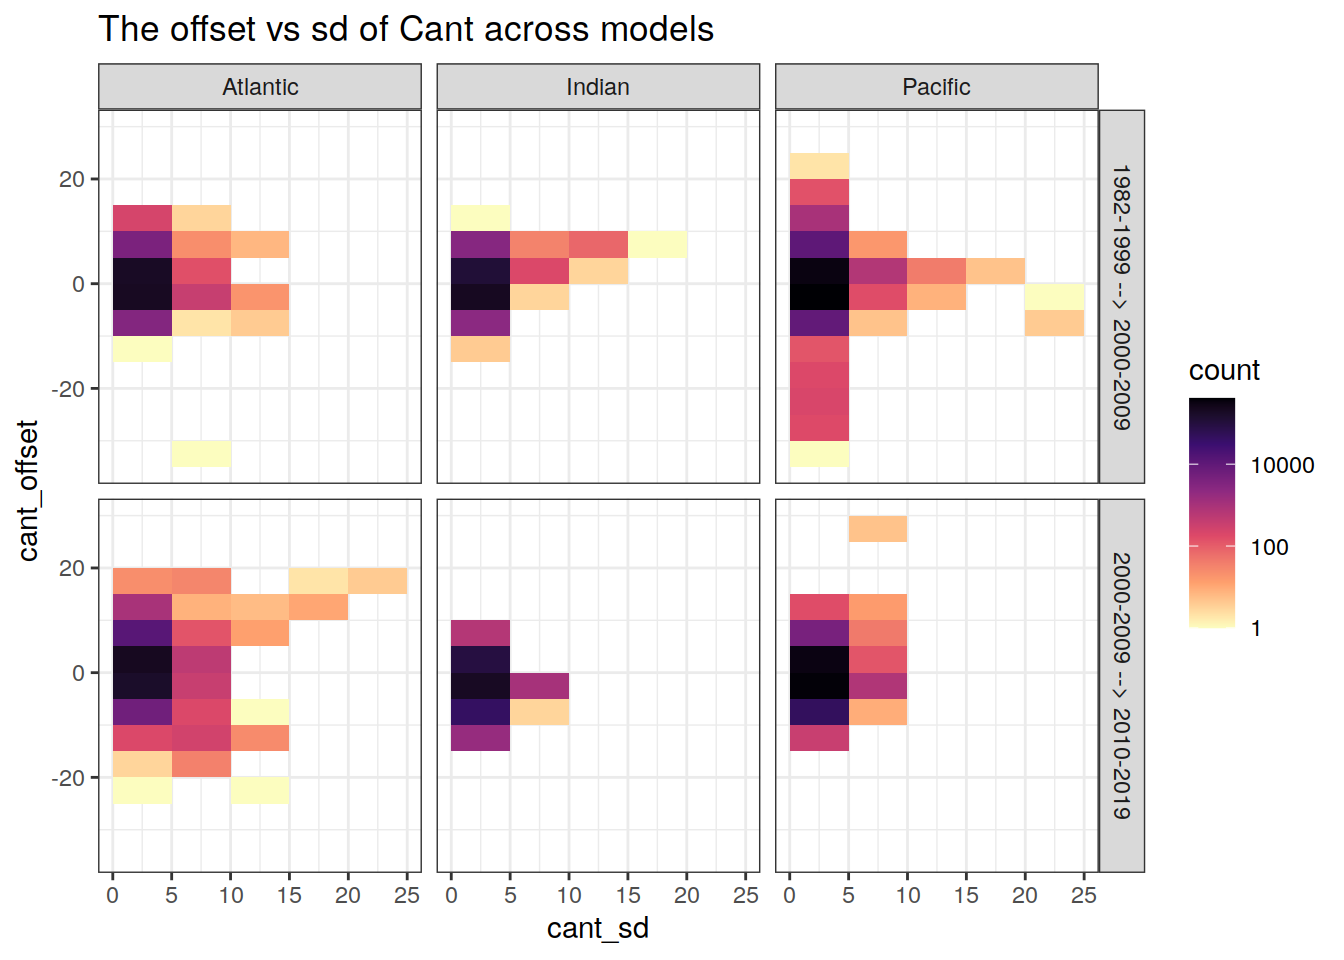 The offset vs sd of Cant across models
Atlantic
Indian
Pacific
20
0
-20
1982-1999 --> 2000-2009
20
0
-20
2000-2009 --> 2010-2019
cant_offset
0 5 10 15 20 25
0 5 10 15 20 25
0 5 10 15 20 25
cant_sd
count
10000
100
1